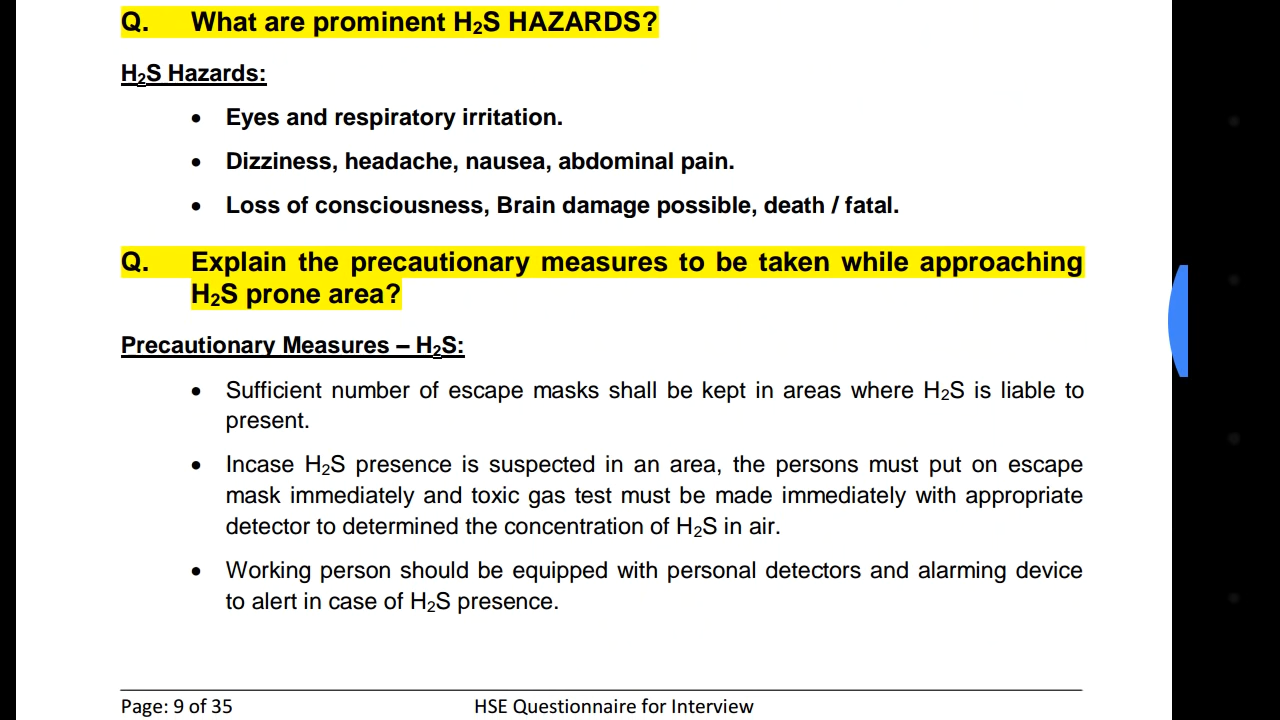 Q. What are prominent H₂S HAZARDS?
H₂S Hazards:
• Eyes and respiratory irritation.
• Dizziness, headache, nausea, abdominal pain.
• Loss of consciousness, Brain damage possible, death / fatal.
Q. Explain the precautionary measures to be taken while approaching
H₂S prone area?
Precautionary Measures – H₂S:
• Sufficient number of escape masks shall be kept in areas where H₂S is liable to
present.
• Incase H₂S presence is suspected in an area, the persons must put on escape
mask immediately and toxic gas test must be made immediately with appropriate
detector to determined the concentration of H₂S in air.
• Working person should be equipped with personal detectors and alarming device
to alert in case of H₂S presence.
Page: 9 of 35 HSE Questionnaire for Interview